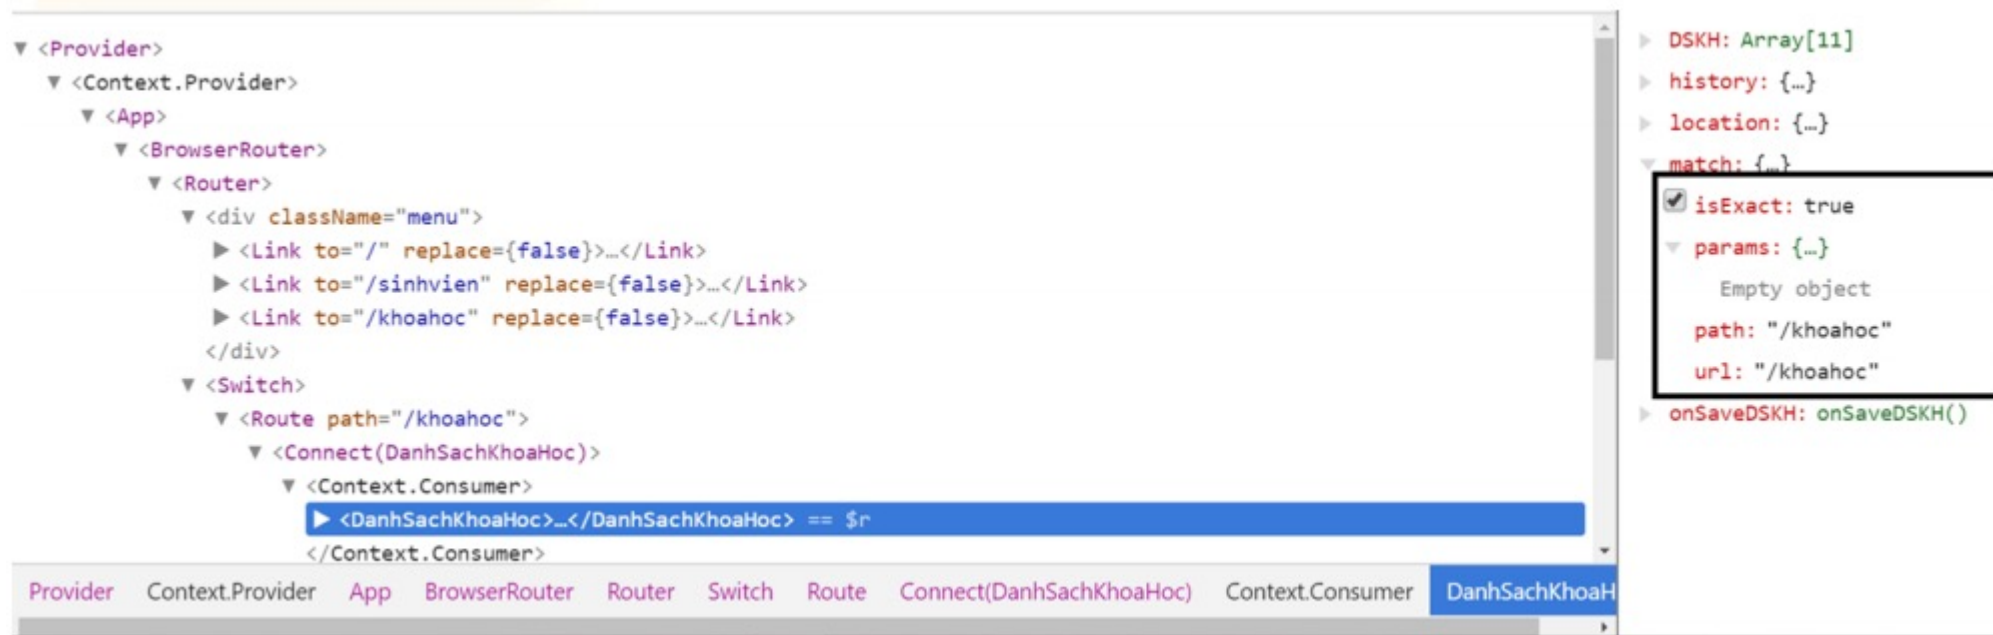 ▼ <Provider>
▼ <Context.Provider>
▼ <App>
▼ <BrowserRouter>
▼ <Router>
▼ <div className="menu">
▶ <Link to="/" replace={false}>…</Link>
▶ <Link to="/sinhvien" replace={false}>…</Link>
▶ <Link to="/khoahoc" replace={false}>…</Link>
</div>
▼ <Switch>
▼ <Route path="/khoahoc">
▼ <Connect(DanhSachKhoaHoc)>
▼ <Context.Consumer>
▶ <DanhSachKhoaHoc>…</DanhSachKhoaHoc> == $r
</Context.Consumer>
Provider Context.Provider App BrowserRouter Router Switch Route Connect(DanhSachKhoaHoc) Context.Consumer DanhSachKhoaH
DSKH: Array[11]
history: {…}
location: {…}
match: {…}
isExact: true
params: {…}
Empty object
path: "/khoahoc"
url: "/khoahoc"
onSaveDSKH: onSaveDSKH()